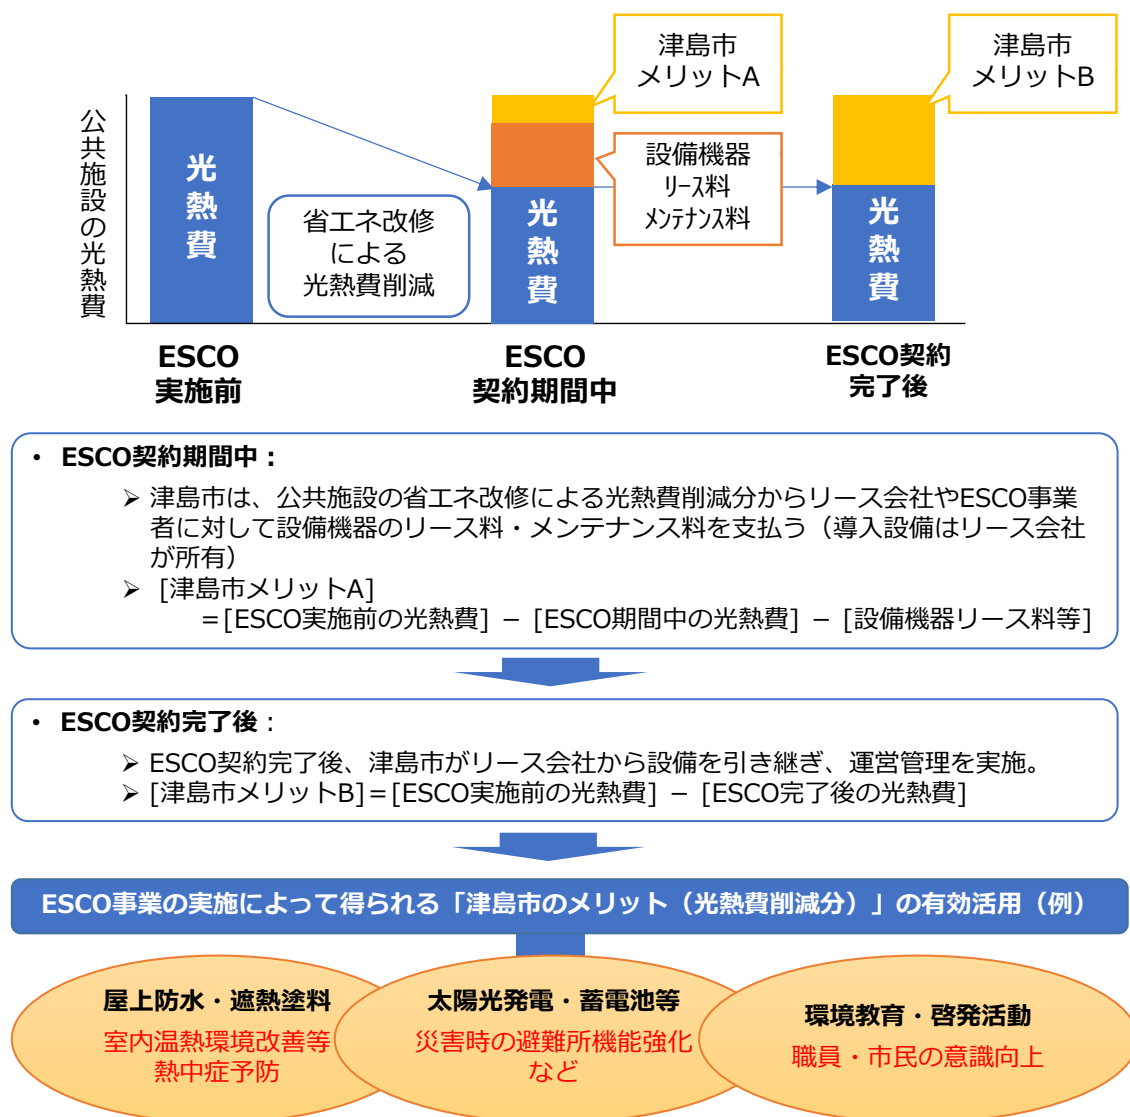 津島市
メリットA
津島市
メリットB
公共施設の光熱費
光熱費
省エネ改修
による
光熱費削減
光熱費
設備機器
リース料
メンテナンス料
光熱費
ESCO
実施前
ESCO
契約期間中
ESCO契約
完了後
• ESCO契約期間中：
➢ 津島市は、公共施設の省エネ改修による光熱費削減分からリース会社やESCO事業
者に対して設備機器のリース料・メンテナンス料を支払う（導入設備はリース会社
が所有）
➢ [津島市メリットA]
＝[ESCO実施前の光熱費] － [ESCO期間中の光熱費] － [設備機器リース料等]
• ESCO契約完了後：
➢ ESCO契約完了後、津島市がリース会社から設備を引き継ぎ、運営管理を実施。
➢ [津島市メリットB]＝[ESCO実施前の光熱費] － [ESCO完了後の光熱費]
ESCO事業の実施によって得られる「津島市のメリット（光熱費削減分）」の有効活用（例）
屋上防水・遮熱塗料
室内温熱環境改善等
熱中症予防
太陽光発電・蓄電池等
災害時の避難所機能強化
など
環境教育・啓発活動
職員・市民の意識向上